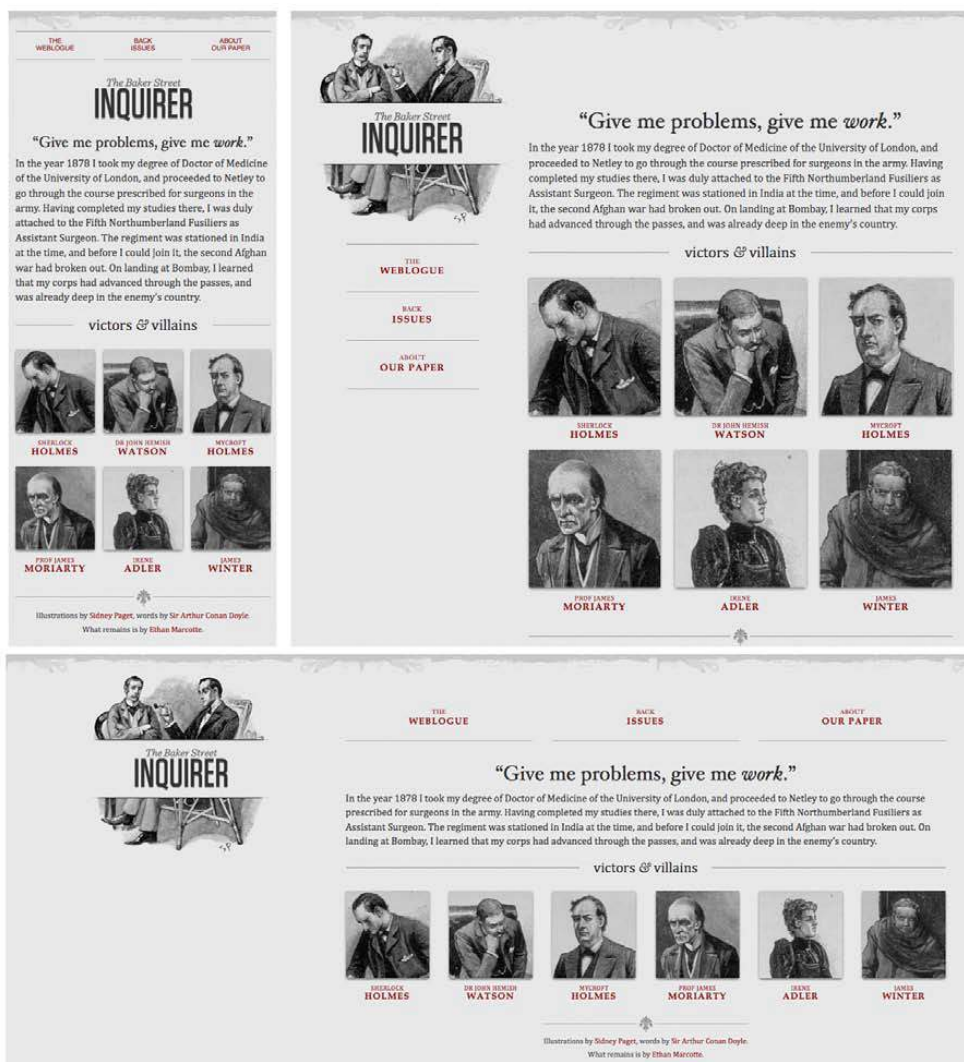 THE
WEBLOGUE
BACK
ISSUES
ABOUT
OUR PAPER
The Baker Street
INQUIRER
“Give me problems, give me work.”
In the year 1878 I took my degree of Doctor of Medicine
of the University of London, and proceeded to Netley to
go through the course prescribed for surgeons in the
army. Having completed my studies there, I was duly
attached to the Fifth Northumberland Fusiliers as
Assistant Surgeon. The regiment was stationed in India
at the time, and before I could join it, the second Afghan
war had broken out. On landing at Bombay, I learned
that my corps had advanced through the passes, and
was already deep in the enemy’s country.
victors & villains
SHERLOCK
HOLMES
DR JOHN HEMISH
WATSON
MYCROFT
HOLMES
PROF JAMES
MORIARTY
IRENE
ADLER
JAMES
WINTER
Illustrations by Sidney Paget, words by Sir Arthur Conan Doyle.
What remains is by Ethan Marcotte.
The Baker Street
INQUIRER
SP
THE
WEBLOGUE
BACK
ISSUES
ABOUT
OUR PAPER
“Give me problems, give me work.”
In the year 1878 I took my degree of Doctor of Medicine of the University of London, and
proceeded to Netley to go through the course prescribed for surgeons in the army. Having
completed my studies there, I was duly attached to the Fifth Northumberland Fusiliers as
Assistant Surgeon. The regiment was stationed in India at the time, and before I could join
it, the second Afghan war had broken out. On landing at Bombay, I learned that my corps
had advanced through the passes, and was already deep in the enemy’s country.
victors & villains
SHERLOCK
HOLMES
DR JOHN HEMISH
WATSON
MYCROFT
HOLMES
PROF JAMES
MORIARTY
IRENE
ADLER
JAMES
WINTER
The Baker Street
INQUIRER
SP
THE
WEBLOGUE
BACK
ISSUES
ABOUT
OUR PAPER
“Give me problems, give me work.”
In the year 1878 I took my degree of Doctor of Medicine of the University of London, and proceeded to Netley to go through the course
prescribed for surgeons in the army. Having completed my studies there, I was duly attached to the Fifth Northumberland Fusiliers as
Assistant Surgeon. The regiment was stationed in India at the time, and before I could join it, the second Afghan war had broken out. On
landing at Bombay, I learned that my corps had advanced through the passes, and was already deep in the enemy’s country.
victors & villains
SHERLOCK
HOLMES
DR JOHN HEMISH
WATSON
MYCROFT
HOLMES
PROF JAMES
MORIARTY
IRENE
ADLER
JAMES
WINTER
Illustrations by Sidney Paget, words by Sir Arthur Conan Doyle.
What remains is by Ethan Marcotte.